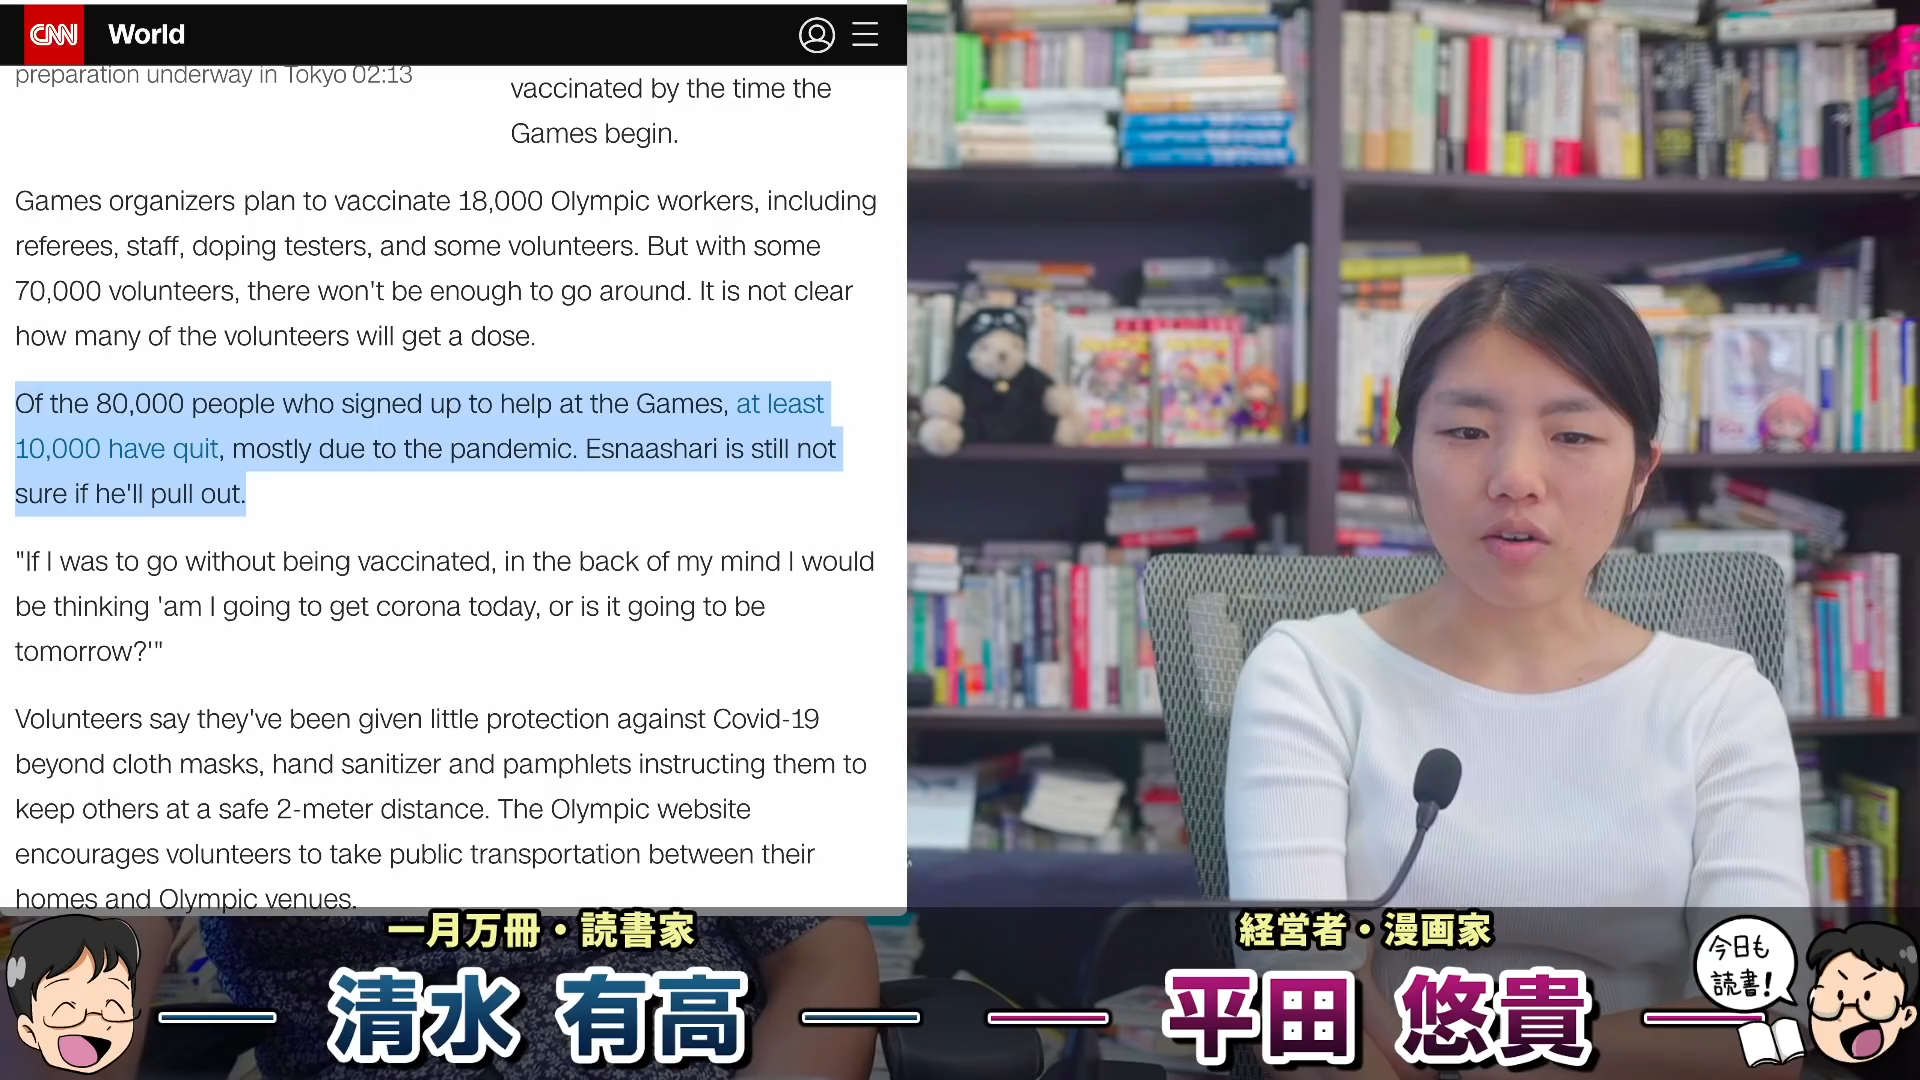 CNN World
preparation underway in Tokyo 02:13
vaccinated by the time the
Games begin.
Games organizers plan to vaccinate 18,000 Olympic workers, including
referees, staff, doping testers, and some volunteers. But with some
70,000 volunteers, there won't be enough to go around. It is not clear
how many of the volunteers will get a dose.
Of the 80,000 people who signed up to help at the Games, at least
10,000 have quit, mostly due to the pandemic. Esnaashari is still not
sure if he'll pull out.
"If I was to go without being vaccinated, in the back of my mind I would
be thinking 'am I going to get corona today, or is it going to be
tomorrow?'"
Volunteers say they've been given little protection against Covid-19
beyond cloth masks, hand sanitizer and pamphlets instructing them to
keep others at a safe 2-meter distance. The Olympic website
encourages volunteers to take public transportation between their
homes and Olympic venues.
一月万冊・読書家
清水 有高
経営者・漫画家
平田 悠貴
今日も
読書!